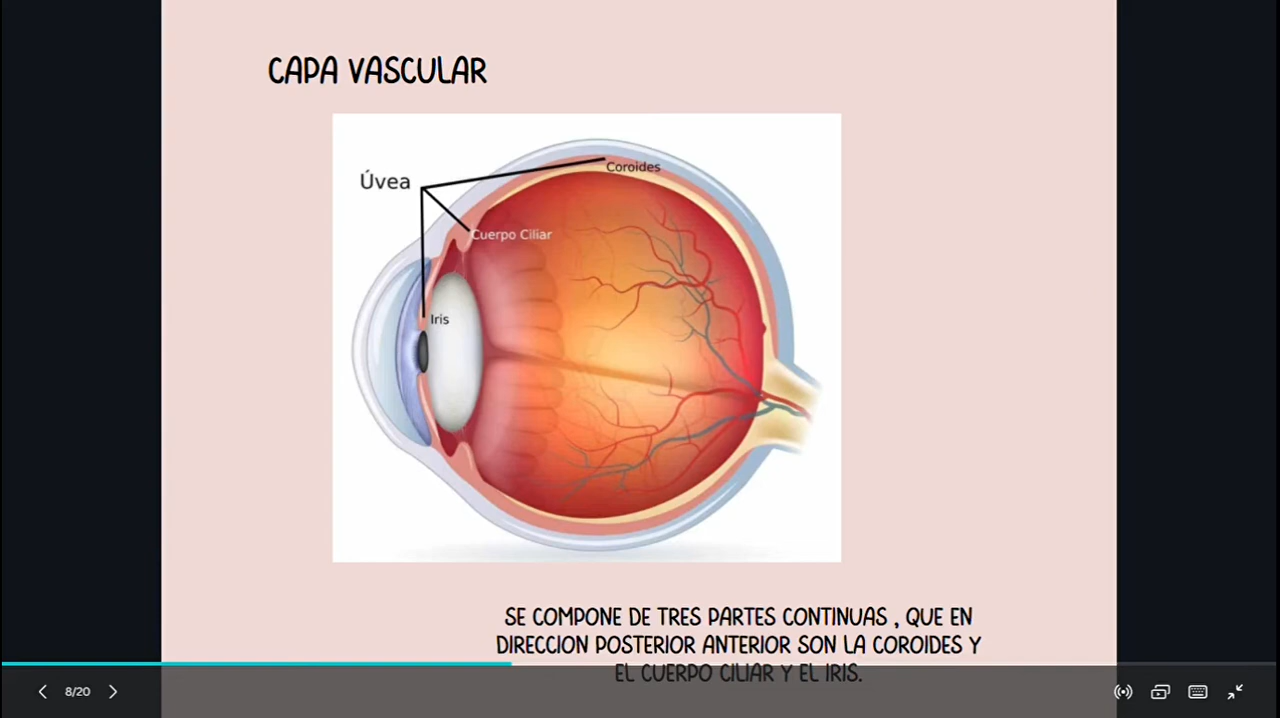 CAPA VASCULAR
Coroides
Úvea
Cuerpo Ciliar
Iris
SE COMPONE DE TRES PARTES CONTINUAS , QUE EN
DIRECCION POSTERIOR ANTERIOR SON LA COROIDES Y
EL CUERPO CILIAR Y EL IRIS.
8/20